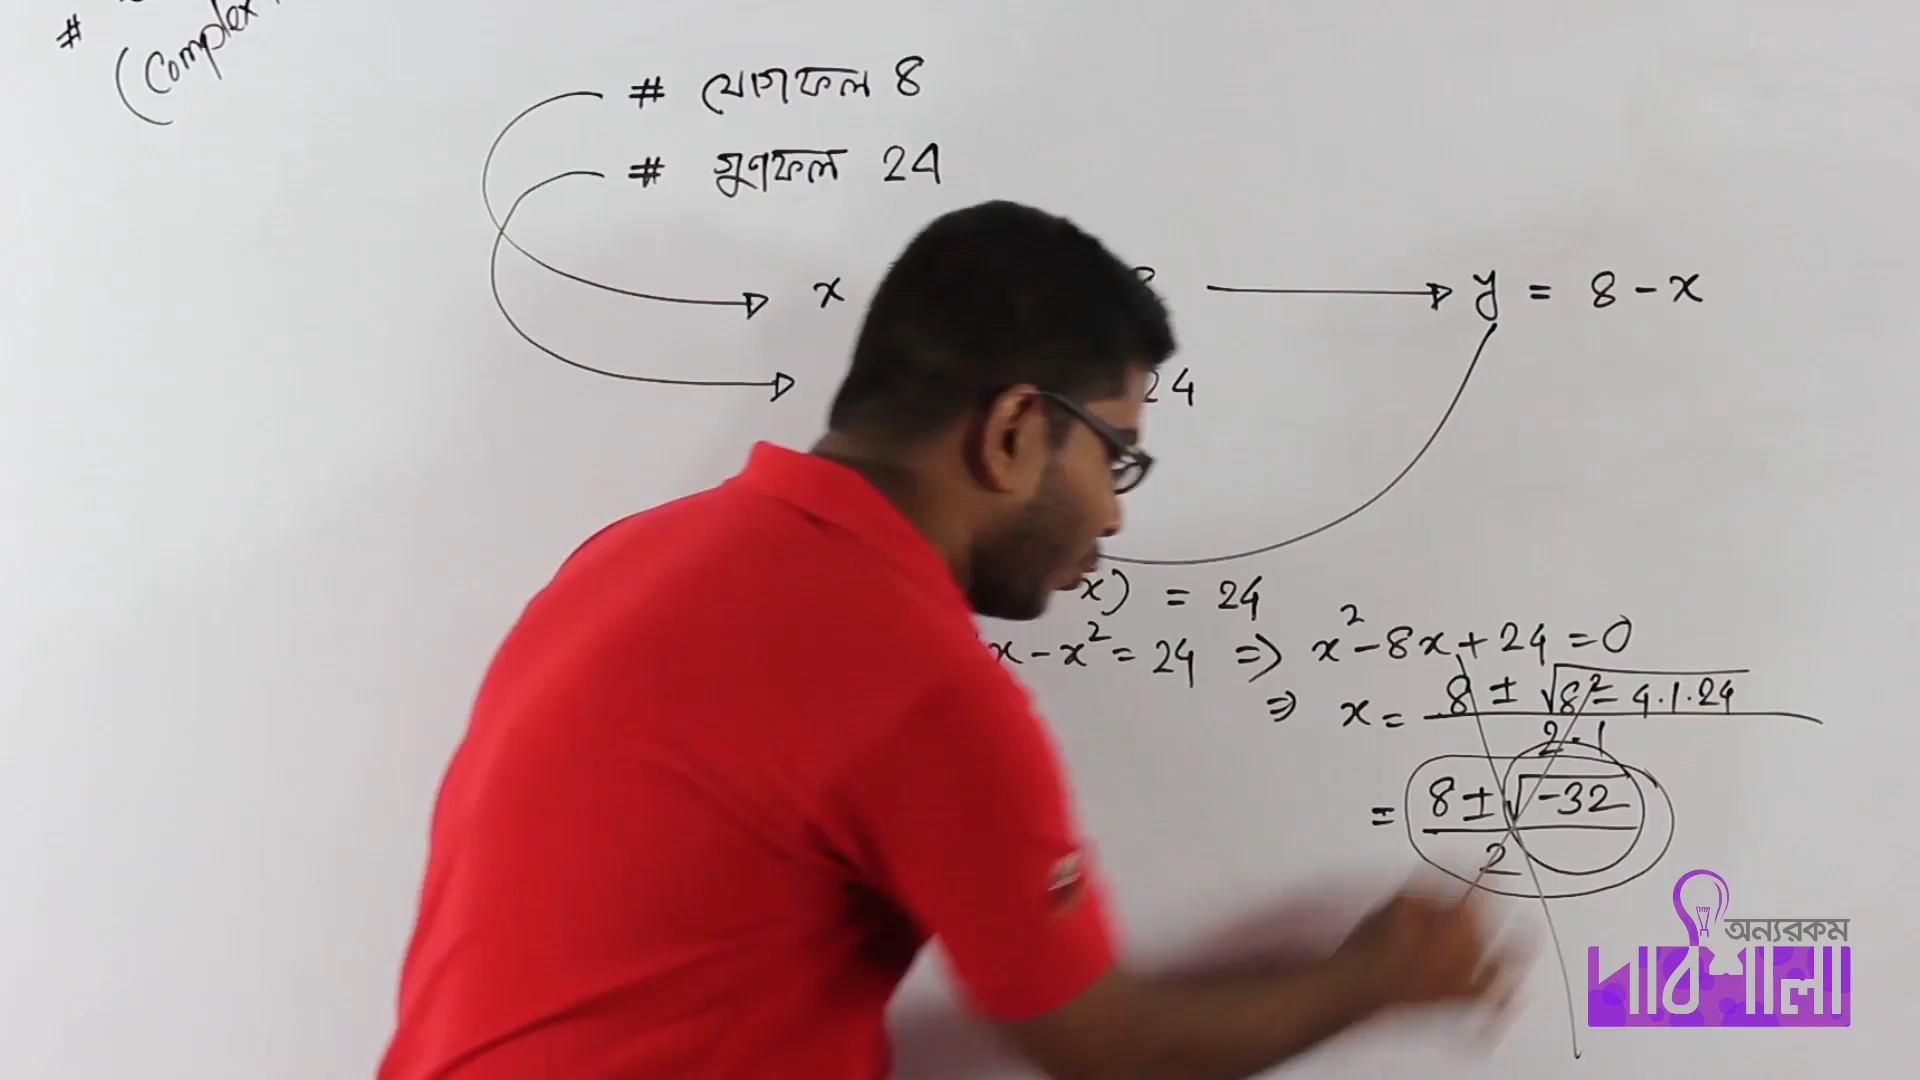 #
(Complex
# যোগফল 8
# গুণফল 24
x 8 → y = 8 - x
24
x) = 24
x - x² = 24 ⇒ x² - 8x + 24 = 0
⇒ x = 8 ± √8² - 4.1.24 / 2.1
= 8 ± √-32 / 2
অন্যরকম
পাঠশালা